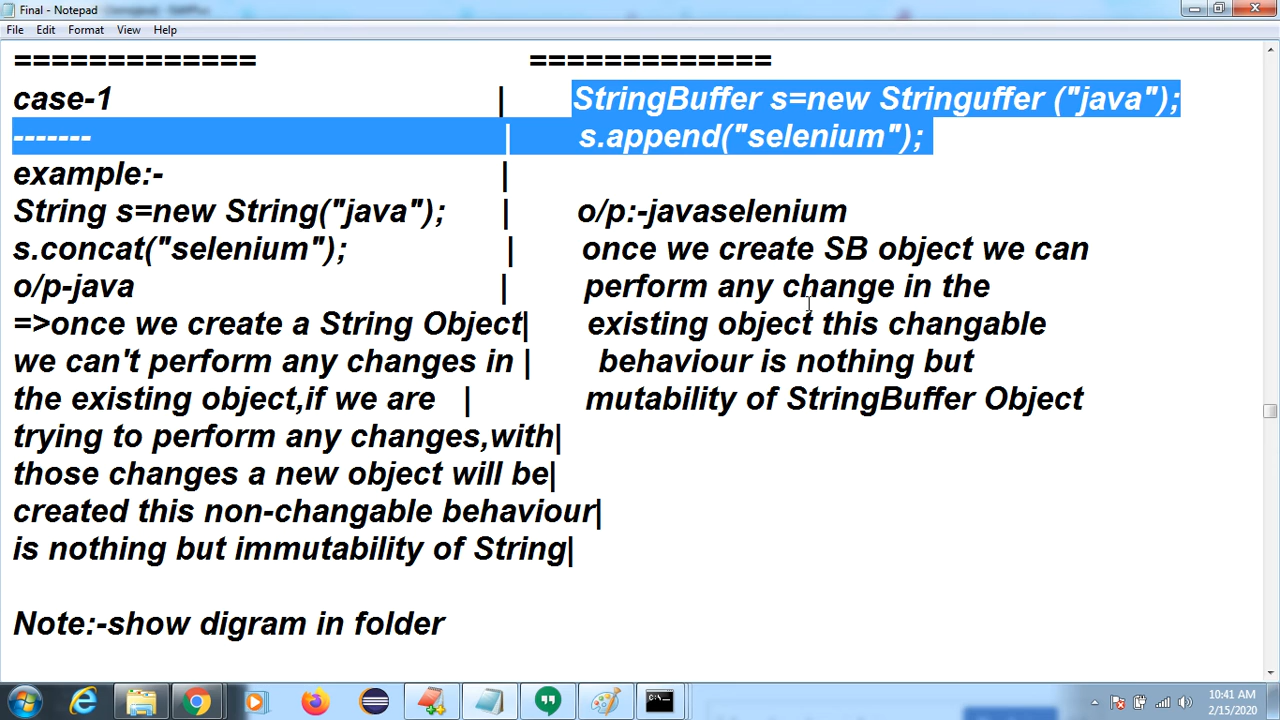 Final - Notepad
File Edit Format View Help
============= =============
case-1 | StringBuffer s=new Stringuffer ("java");
------- | s.append("selenium");
example:- |
String s=new String("java"); | o/p:-javaselenium
s.concat("selenium"); | once we create SB object we can
o/p-java | perform any change in the
=>once we create a String Object| existing object this changable
we can't perform any changes in | behaviour is nothing but
the existing object,if we are | mutability of StringBuffer Object
trying to perform any changes,with|
those changes a new object will be|
created this non-changable behaviour|
is nothing but immutability of String|
Note:-show digram in folder
10:41 AM
2/15/2020